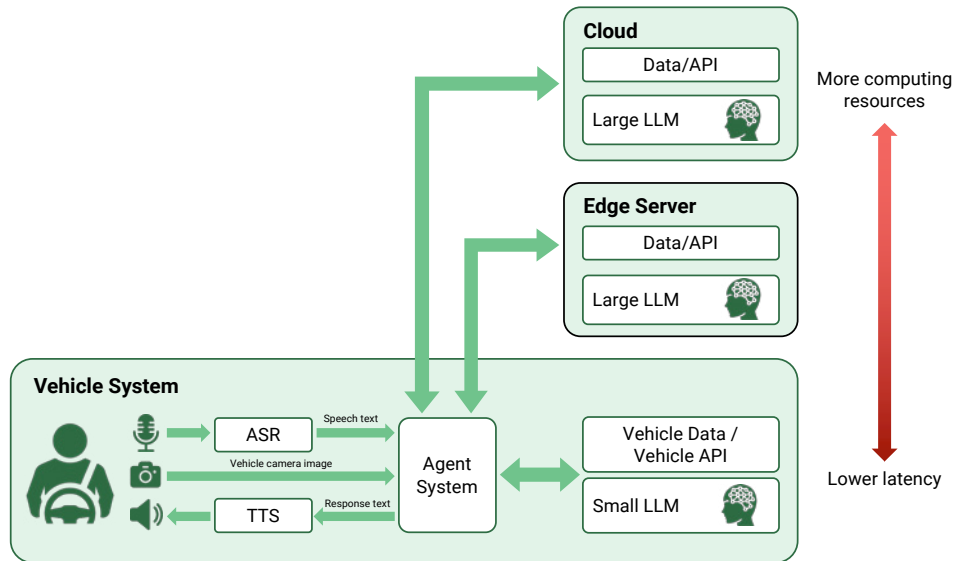 Cloud
Data/API
Large LLM
More computing
resources
Edge Server
Data/API
Large LLM
Vehicle System
ASR
Speech text
Vehicle camera image
TTS
Response text
Agent
System
Vehicle Data /
Vehicle API
Small LLM
Lower latency